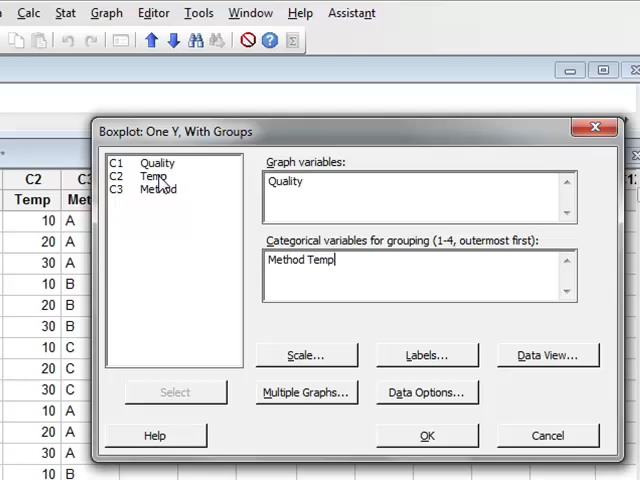 Calc Stat Graph Editor Tools Window Help Assistant
Boxplot: One Y, With Groups
C1 Quality
C2 Temp
C3 Method
Graph variables:
Quality
Categorical variables for grouping (1-4, outermost first):
Method Temp
Scale... Labels... Data View...
Select Multiple Graphs... Data Options...
Help OK Cancel
C2 C3
Temp Met
10 A
20 A
30 A
10 B
20 B
30 B
10 C
20 C
30 C
10 A
20 A
30 A
10 B